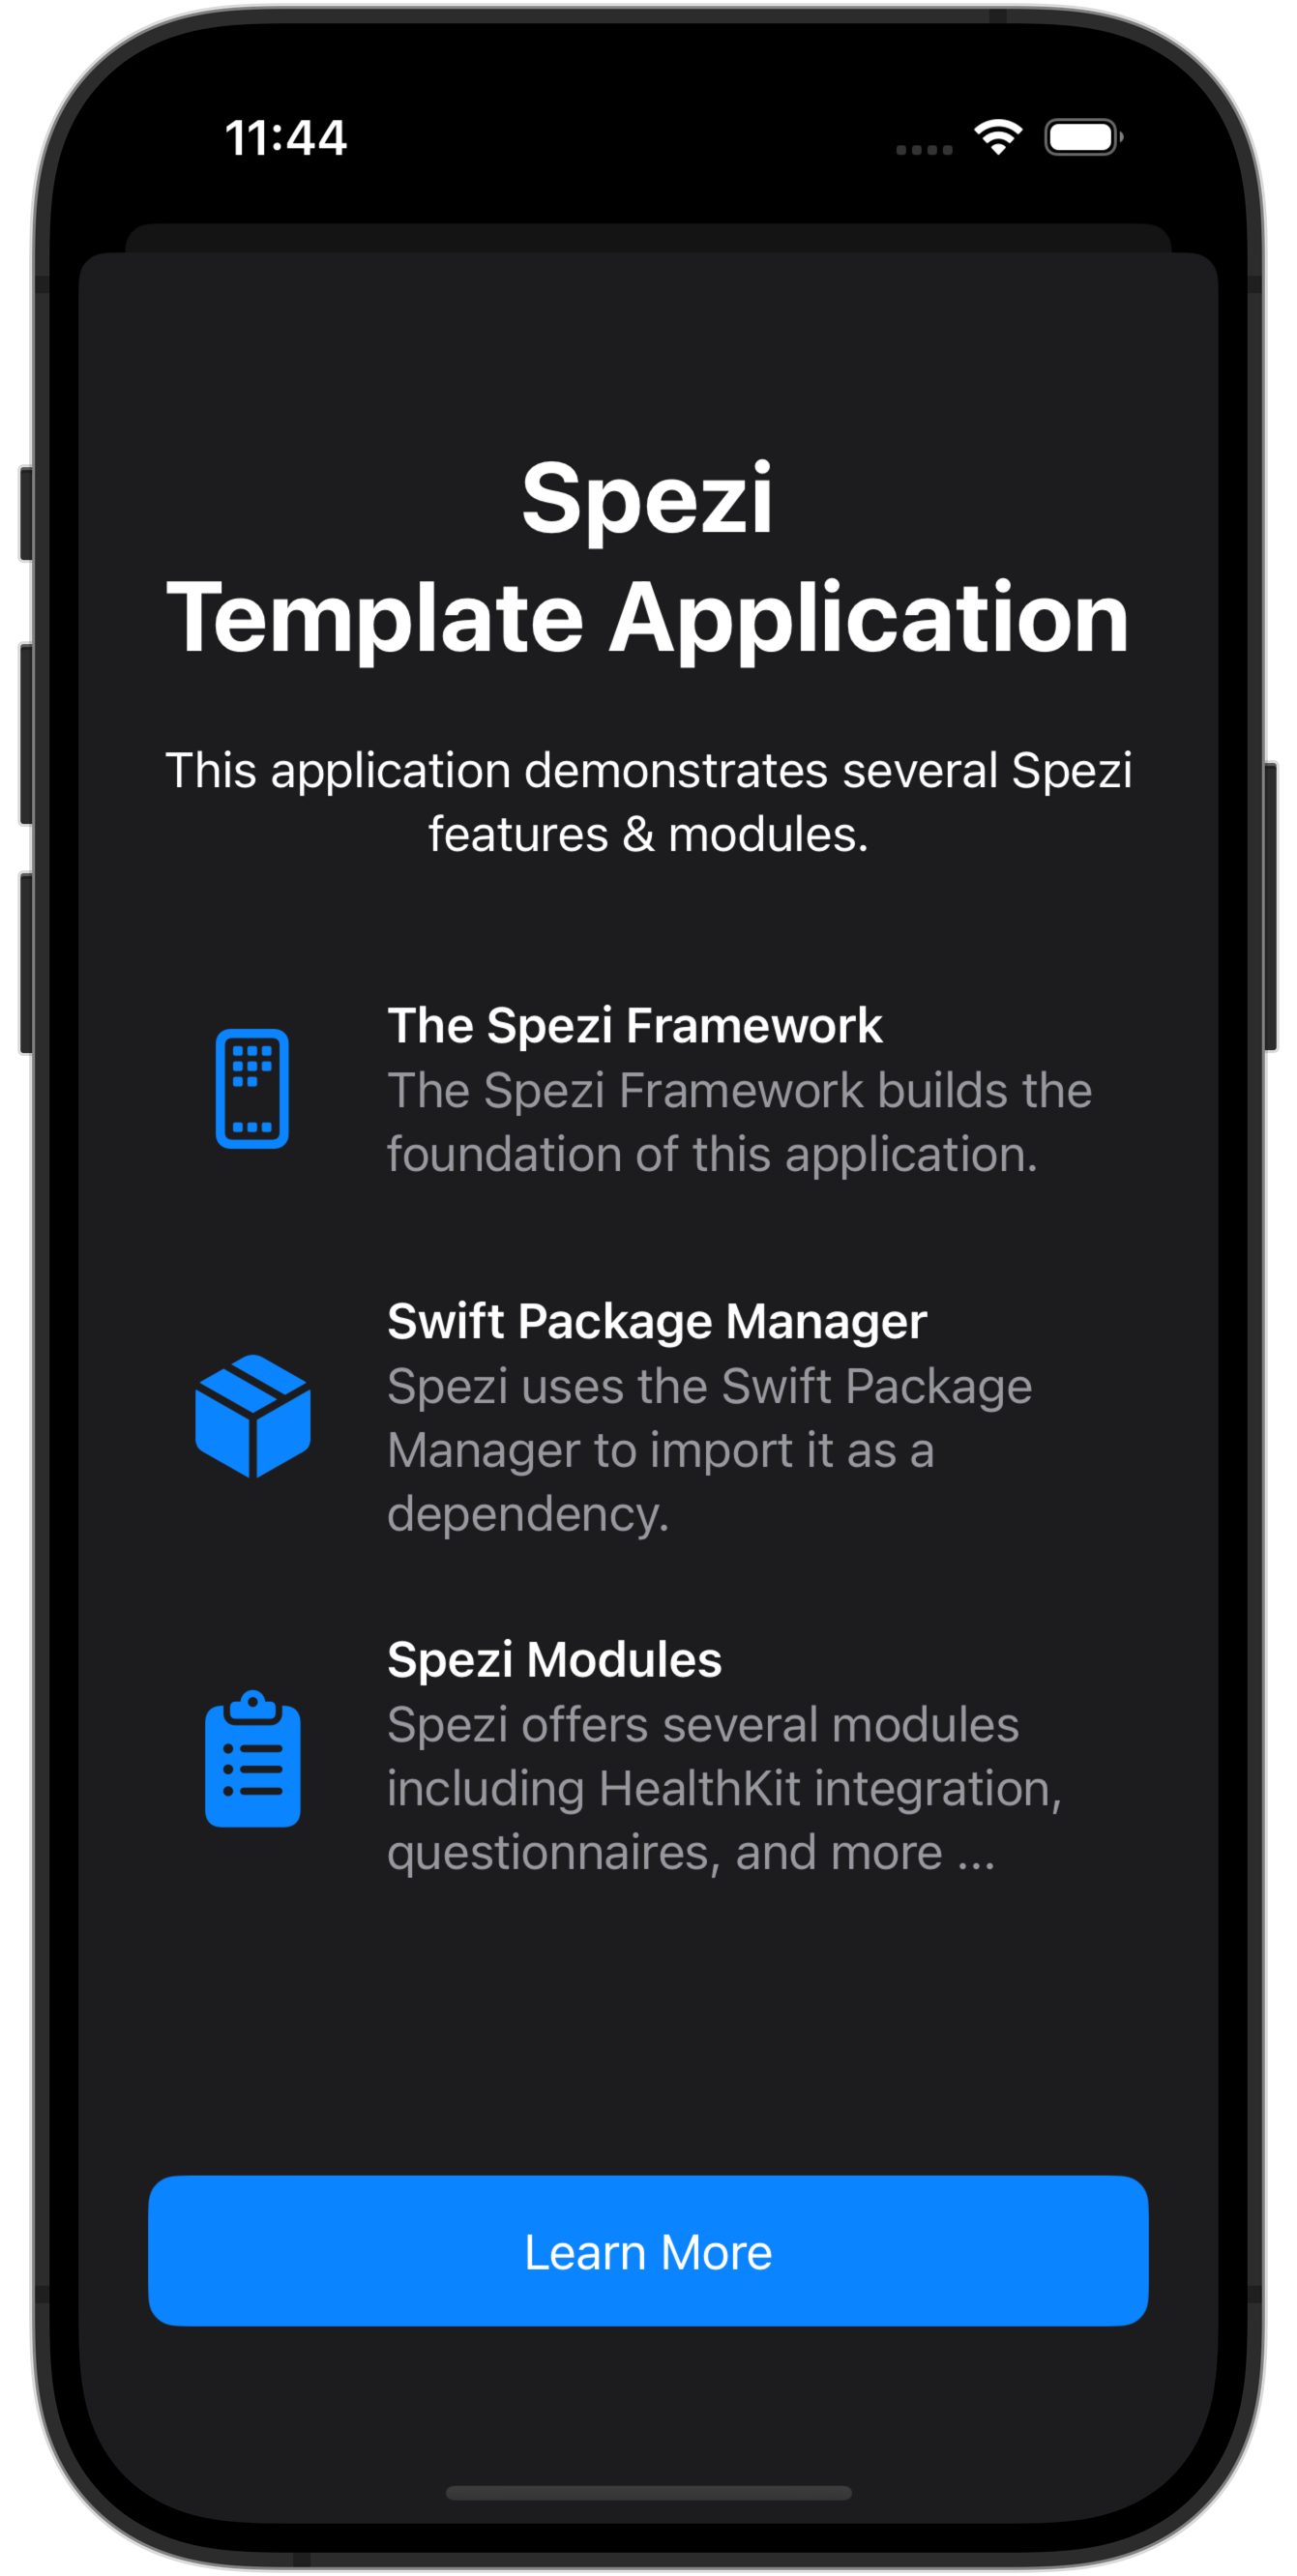 11:44
Spezi
Template Application
This application demonstrates several Spezi
features & modules.
The Spezi Framework
The Spezi Framework builds the
foundation of this application.
Swift Package Manager
Spezi uses the Swift Package
Manager to import it as a
dependency.
Spezi Modules
Spezi offers several modules
including HealthKit integration,
questionnaires, and more ...
Learn More